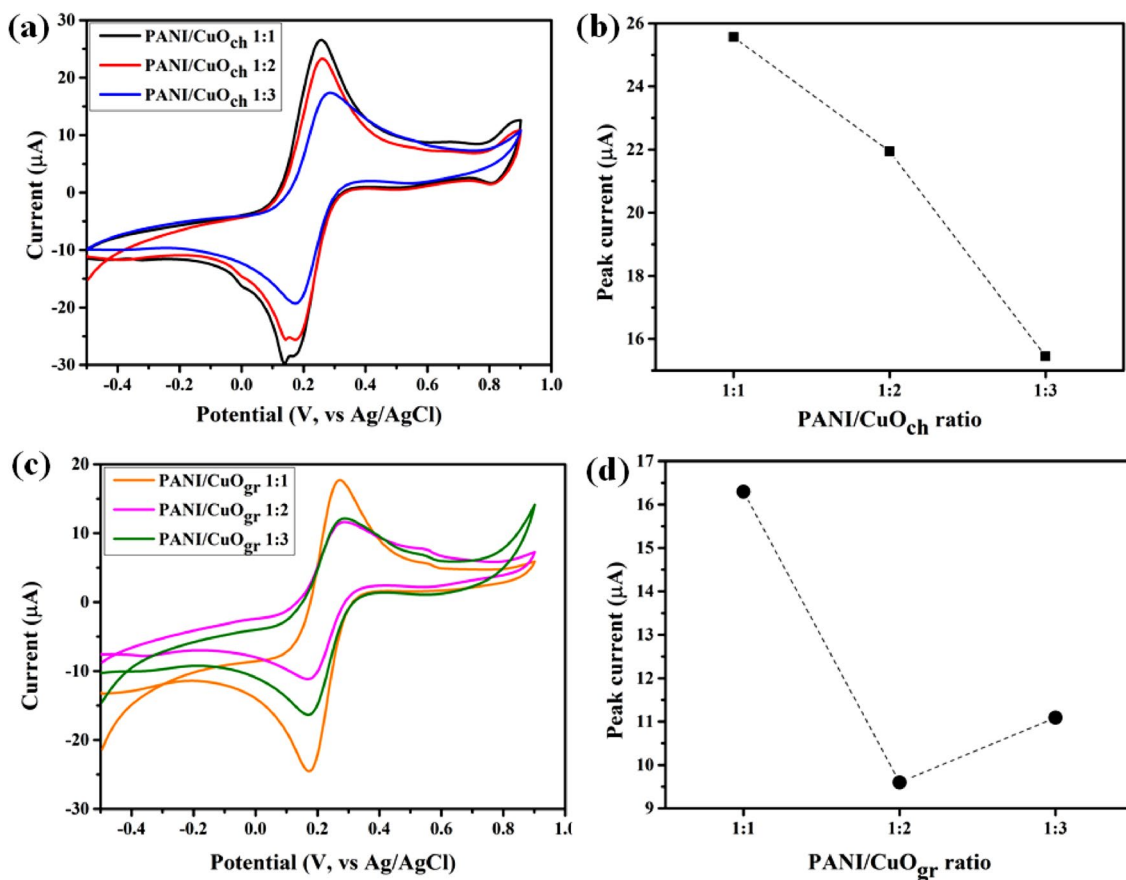 (a)
PANI/CuOch 1:1
PANI/CuOch 1:2
PANI/CuOch 1:3
30
20
10
0
-10
-20
-30
Current (μA)
-0.4 -0.2 0.0 0.2 0.4 0.6 0.8 1.0
Potential (V, vs Ag/AgCl)
(b)
26
24
22
20
18
16
Peak current (μA)
1:1 1:2 1:3
PANI/CuOch ratio
(c)
PANI/CuOgr 1:1
PANI/CuOgr 1:2
PANI/CuOgr 1:3
20
10
0
-10
-20
-30
Current (μA)
-0.4 -0.2 0.0 0.2 0.4 0.6 0.8 1.0
Potential (V, vs Ag/AgCl)
(d)
17
16
15
14
13
12
11
10
9
Peak current (μA)
1:1 1:2 1:3
PANI/CuOgr ratio